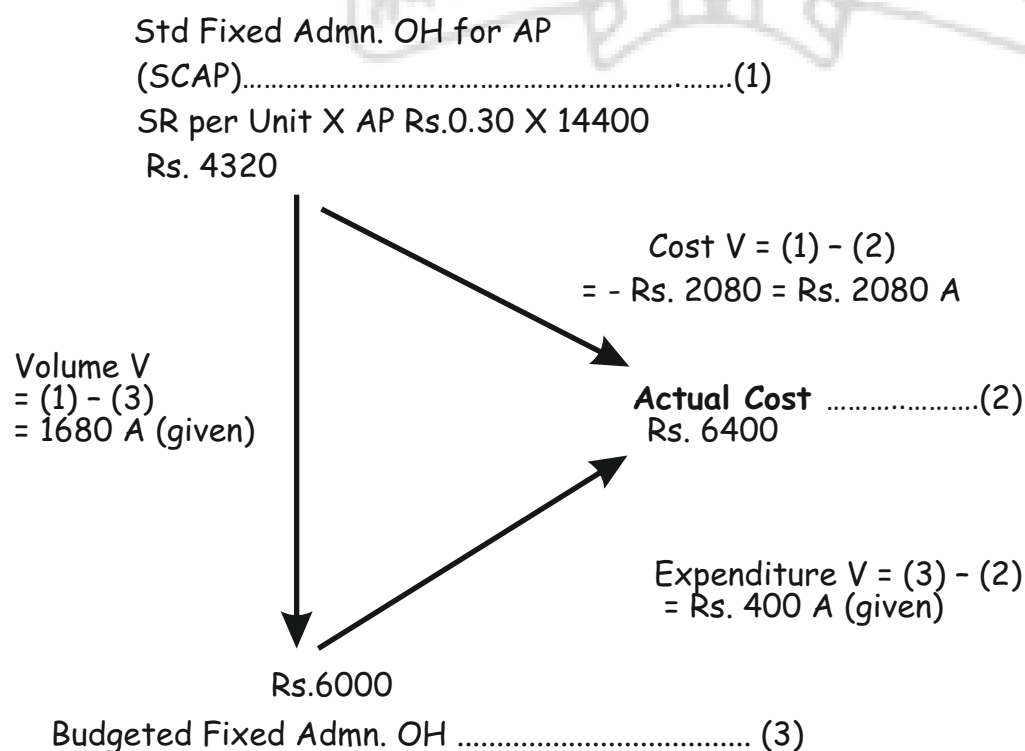 Std Fixed Admn. OH for AP
(SCAP)……………………………………………….…….(1)
SR per Unit X AP Rs.0.30 X 14400
Rs. 4320
Cost V = (1) – (2)
= - Rs. 2080 = Rs. 2080 A
Volume V
= (1) – (3)
= 1680 A (given)
Actual Cost ………..……….(2)
Rs. 6400
Expenditure V = (3) – (2)
= Rs. 400 A (given)
Rs.6000
Budgeted Fixed Admn. OH ..................................... (3)